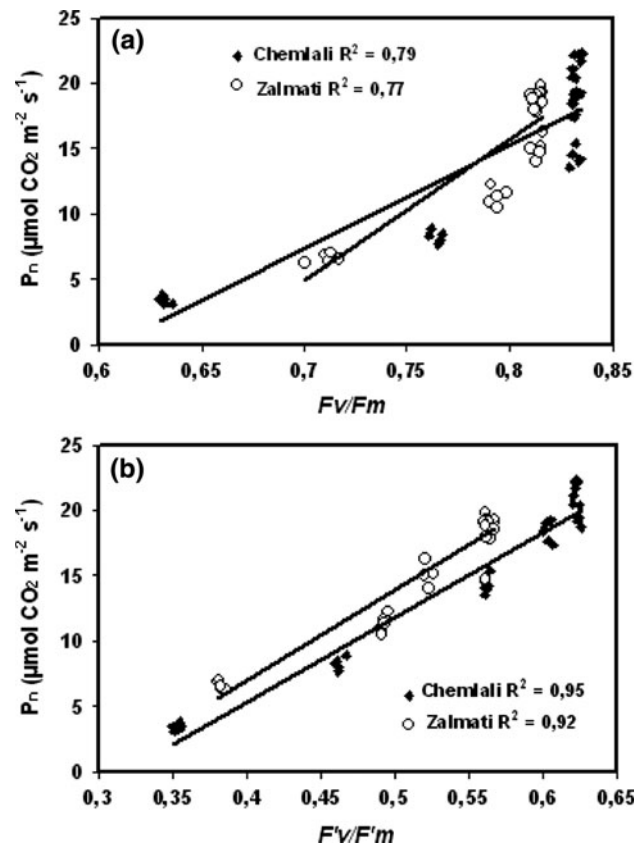 (a)
Chemlali R² = 0,79
Zalmati R² = 0,77
Pn (µmol CO₂ m⁻² s⁻¹)
25
20
15
10
5
0
0,6 0,65 0,7 0,75 0,8 0,85
Fv/Fm
(b)
Pn (µmol CO₂ m⁻² s⁻¹)
25
20
15
10
5
0
Chemlali R² = 0,95
Zalmati R² = 0,92
0,3 0,35 0,4 0,45 0,5 0,55 0,6 0,65
F'v/F'm